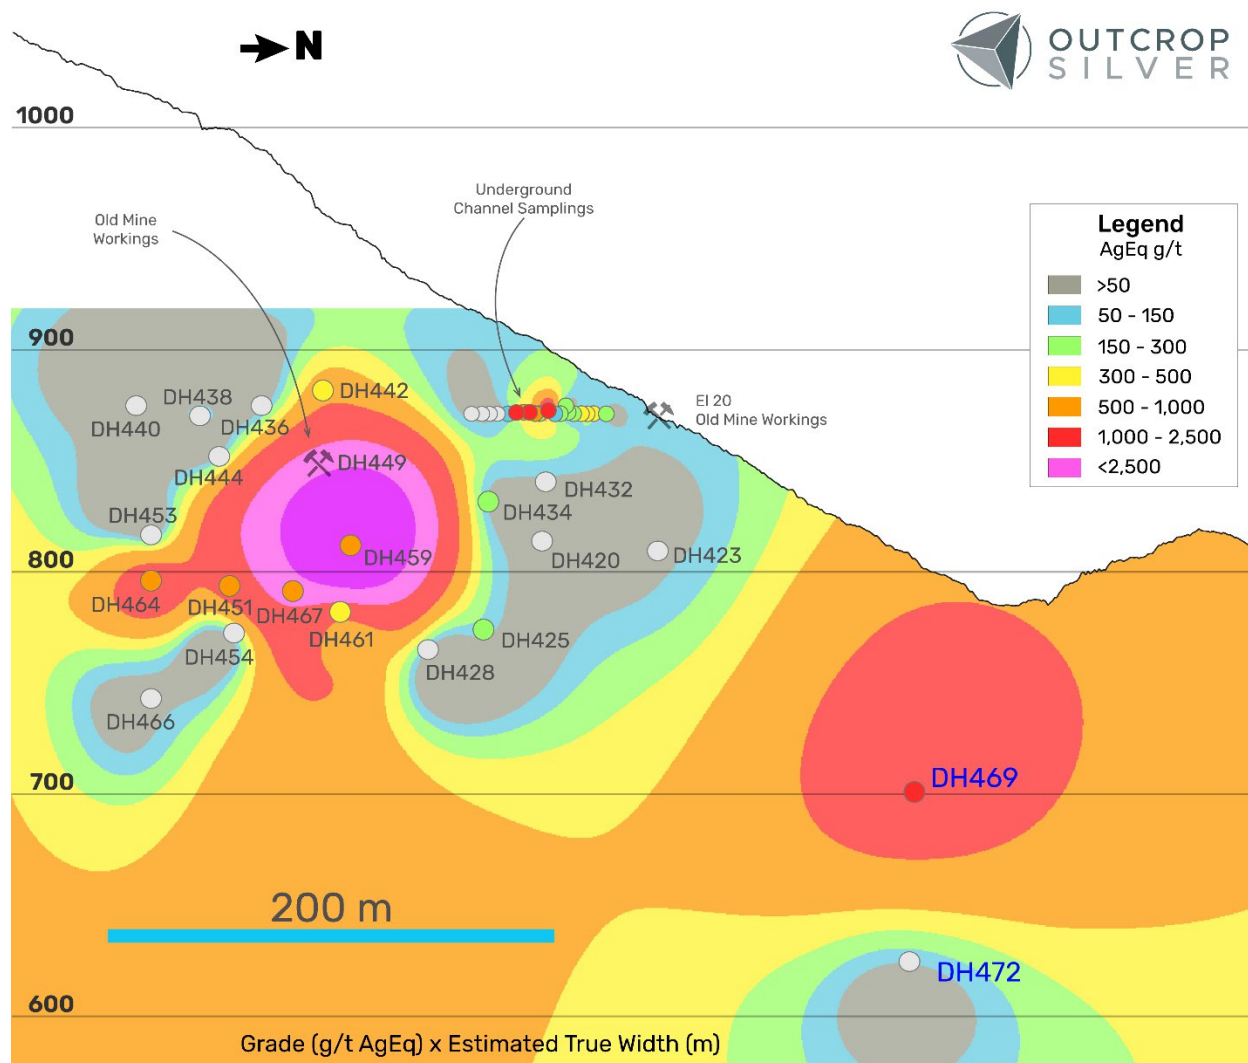 N
OUTCROP
SILVER
1000
Underground
Channel Samplings
Old Mine
Workings
Legend
AgEq g/t
>50
50 - 150
150 - 300
300 - 500
500 - 1,000
1,000 - 2,500
<2,500
900
DH442
DH438
DH440
DH436
EI 20
Old Mine Workings
DH444
DH449
DH432
DH434
DH453
DH420
DH423
DH459
800
DH464
DH451
DH467
DH461
DH425
DH454
DH428
DH466
700
DH469
200 m
DH472
600
Grade (g/t AgEq) x Estimated True Width (m)